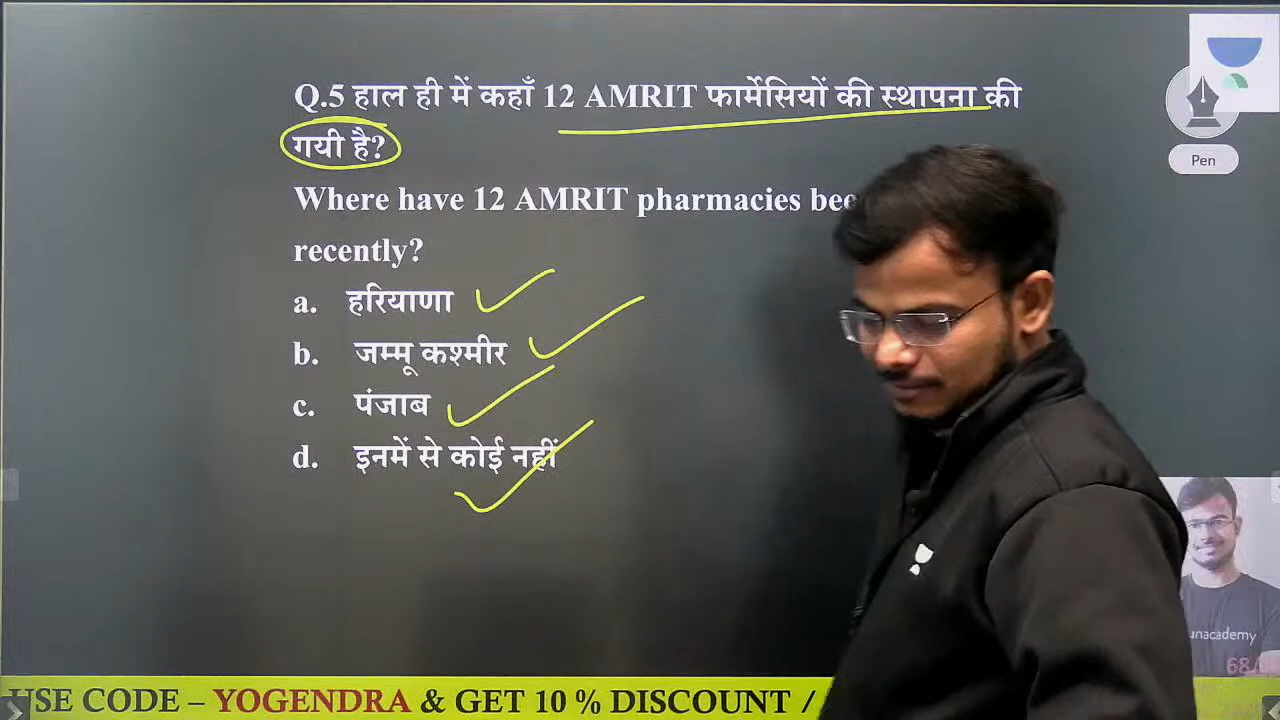 Q.5 हाल ही में कहाँ 12 AMRIT फार्मेसियों की स्थापना की
गयी है?
Where have 12 AMRIT pharmacies
recently?
a. हरियाणा
b. जम्मू कश्मीर
c. पंजाब
d. इनमें से कोई नहीं
Pen
unacademy
USE CODE – YOGENDRA & GET 10 % DISCOUNT /